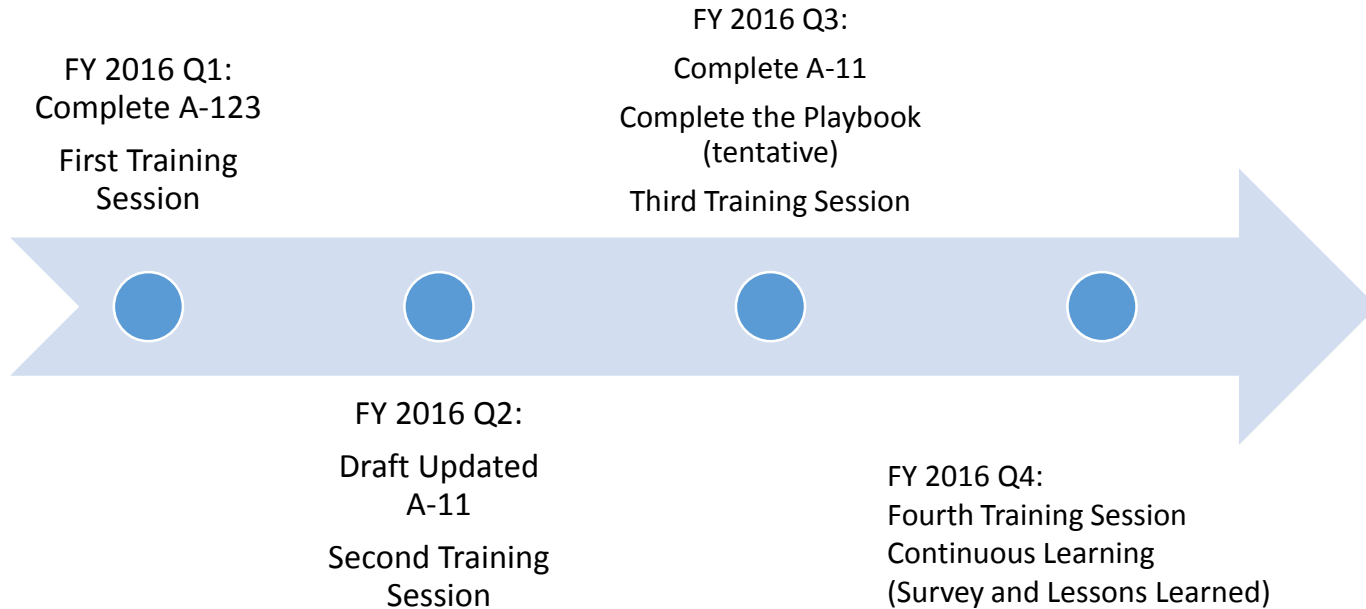 FY 2016 Q1:
Complete A-123
First Training
Session
FY 2016 Q2:
Draft Updated
A-11
Second Training
Session
FY 2016 Q3:
Complete A-11
Complete the Playbook
(tentative)
Third Training Session
FY 2016 Q4:
Fourth Training Session
Continuous Learning
(Survey and Lessons Learned)